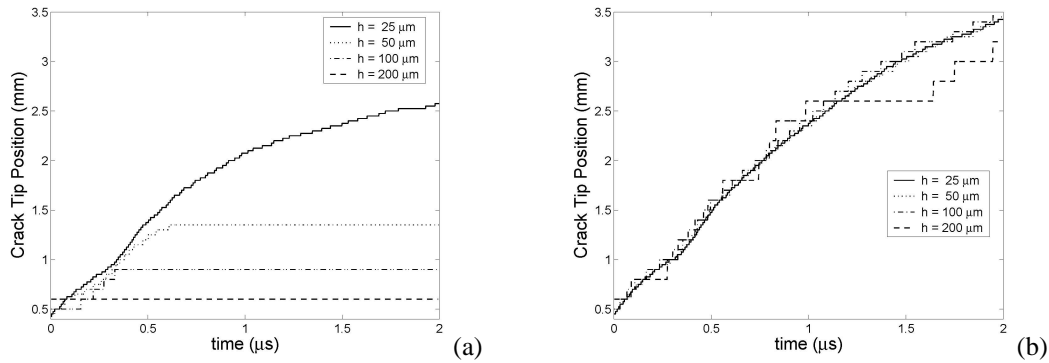 Crack Tip Position (mm)
3.5
3
2.5
2
1.5
1
0.5
0
0.5
1
1.5
2
time (μs)
h = 25 μm
h = 50 μm
h = 100 μm
h = 200 μm
(a)
Crack Tip Position (mm)
3.5
3
2.5
2
1.5
1
0.5
0
0.5
1
1.5
2
time (μs)
h = 25 μm
h = 50 μm
h = 100 μm
h = 200 μm
(b)